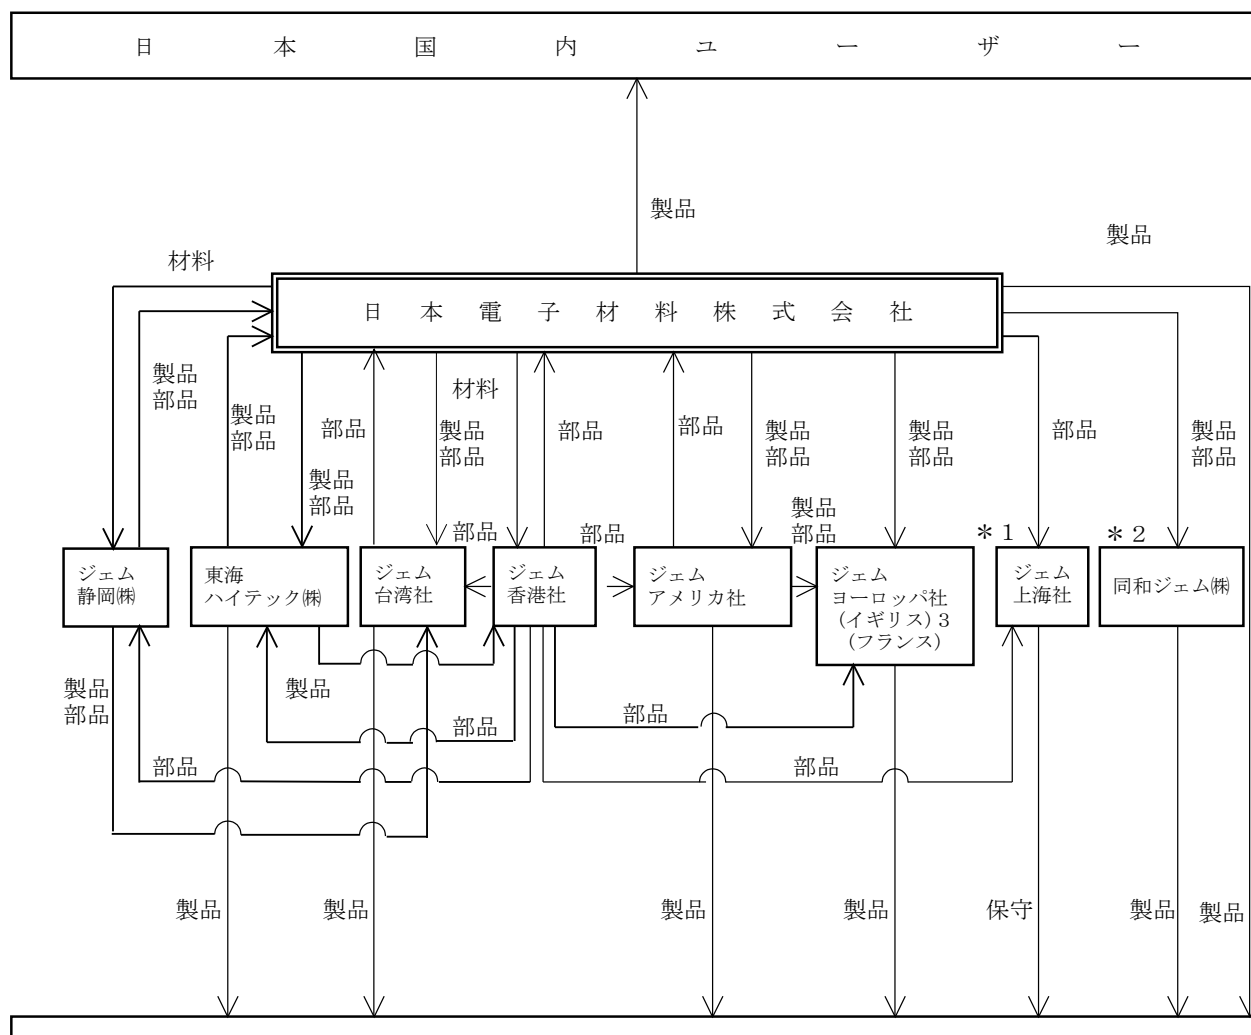 日本国内ユーザー
製品
製品
材料
日本電子材料株式会社
製品
部品
製品
部品
部品
製品
部品
材料
製品
部品
部品
部品
製品
部品
製品
部品
部品
製品
部品
部品
部品
製品
部品
＊1
＊2
ジェム
静岡㈱
東海
ハイテック㈱
ジェム
台湾社
ジェム
香港社
ジェム
アメリカ社
ジェム
ヨーロッパ社
(イギリス)3
(フランス)
ジェム
上海社
同和ジェム㈱
製品
部品
製品
部品
部品
部品
部品
製品
製品
製品
製品
保守
製品
製品